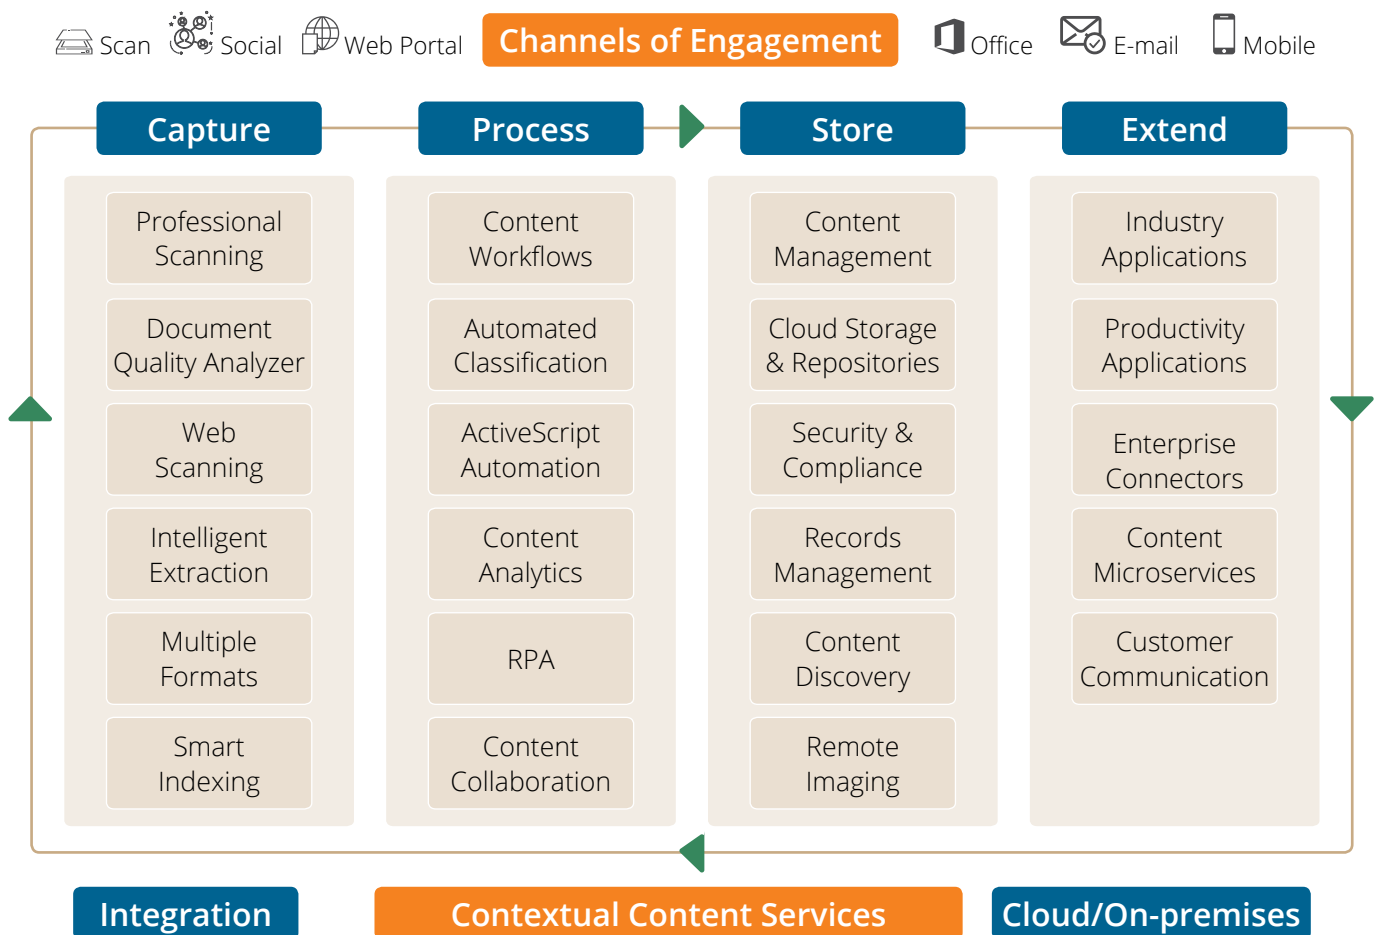 Scan
Social
Web Portal
Channels of Engagement
Office
E-mail
Mobile
Capture
Process
Store
Extend
Professional
Scanning
Document
Quality Analyzer
Web
Scanning
Intelligent
Extraction
Multiple
Formats
Smart
Indexing
Content
Workflows
Automated
Classification
ActiveScript
Automation
Content
Analytics
RPA
Content
Collaboration
Content
Management
Cloud Storage
& Repositories
Security &
Compliance
Records
Management
Content
Discovery
Remote
Imaging
Industry
Applications
Productivity
Applications
Enterprise
Connectors
Content
Microservices
Customer
Communication
Integration
Contextual Content Services
Cloud/On-premises